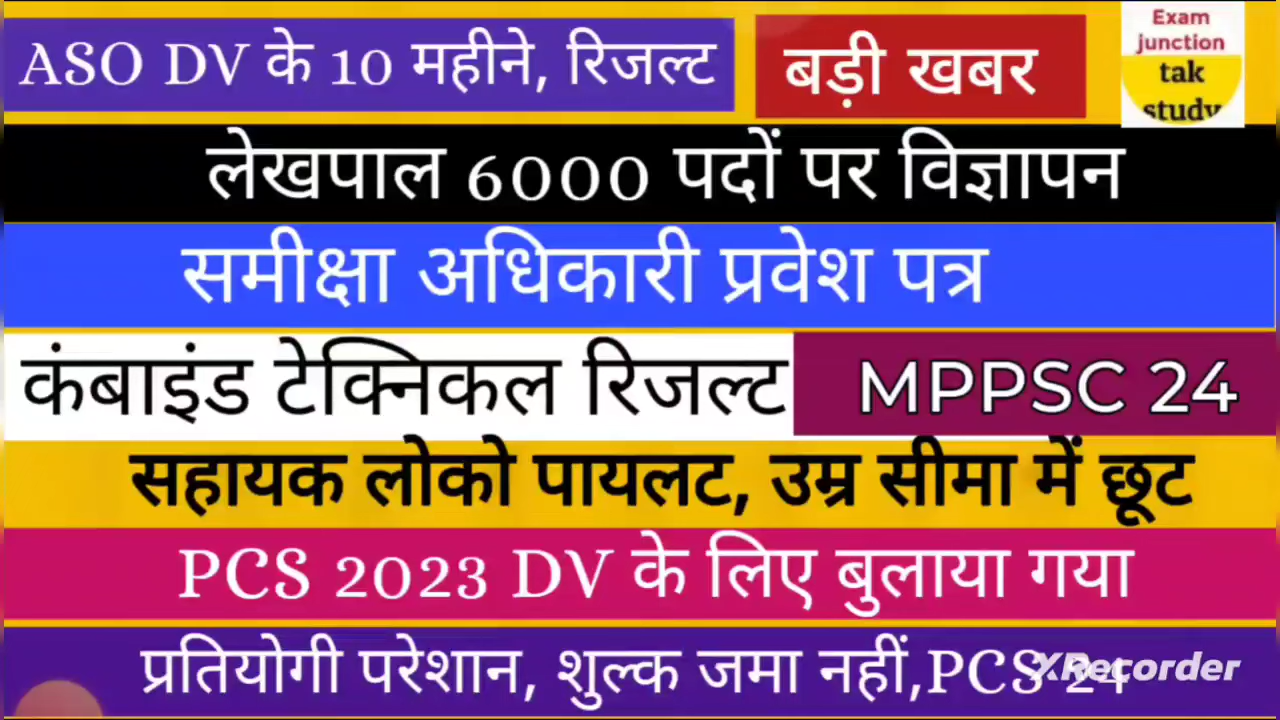 ASO DV के 10 महीने, रिजल्ट
बड़ी खबर
Exam
junction
tak
study
लेखपाल 6000 पदों पर विज्ञापन
समीक्षा अधिकारी प्रवेश पत्र
कंबाइंड टेक्निकल रिजल्ट
MPPSC 24
सहायक लोको पायलट, उम्र सीमा में छूट
PCS 2023 DV के लिए बुलाया गया
प्रतियोगी परेशान, शुल्क जमा नहीं,PCS 24
XRecorder